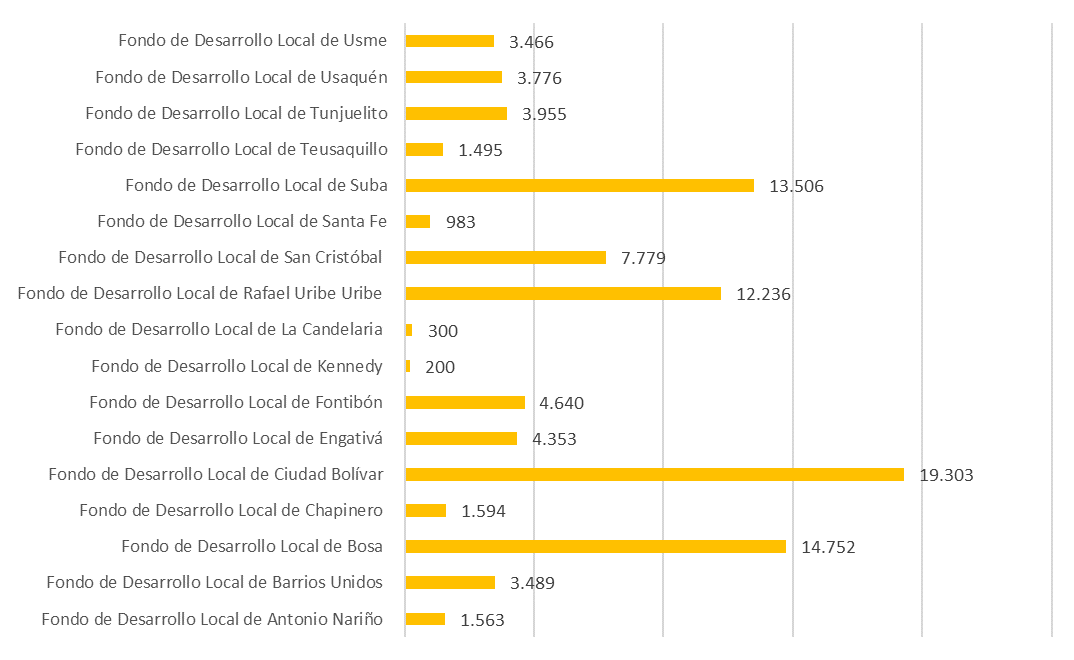 Fondo de Desarrollo Local de Usme 3.466
Fondo de Desarrollo Local de Usaquén 3.776
Fondo de Desarrollo Local de Tunjuelito 3.955
Fondo de Desarrollo Local de Teusaquillo 1.495
Fondo de Desarrollo Local de Suba 13.506
Fondo de Desarrollo Local de Santa Fe 983
Fondo de Desarrollo Local de San Cristóbal 7.779
Fondo de Desarrollo Local de Rafael Uribe Uribe 12.236
Fondo de Desarrollo Local de La Candelaria 300
Fondo de Desarrollo Local de Kennedy 200
Fondo de Desarrollo Local de Fontibón 4.640
Fondo de Desarrollo Local de Engativá 4.353
Fondo de Desarrollo Local de Ciudad Bolívar 19.303
Fondo de Desarrollo Local de Chapinero 1.594
Fondo de Desarrollo Local de Bosa 14.752
Fondo de Desarrollo Local de Barrios Unidos 3.489
Fondo de Desarrollo Local de Antonio Nariño 1.563